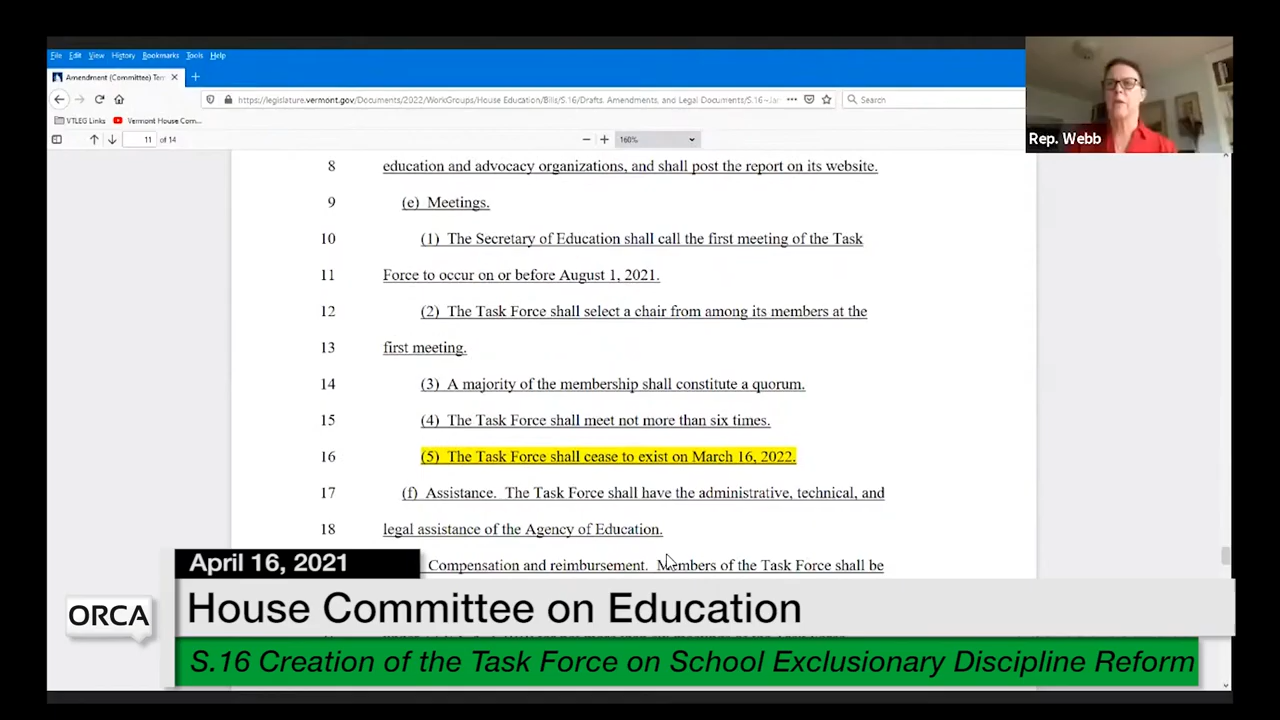 File Edit View History Bookmarks Tools Help
Amendment (Committee) Tem
https://legislature.vermont.gov/Documents/2022/WorkGroups/House Education/Bills/S.16/Drafts, Amendments, and Legal Documents/S.16~Jan
Search
VTLEG Links Vermont House Com...
11 of 14
160%
Rep. Webb
8 education and advocacy organizations, and shall post the report on its website.
9 (e) Meetings.
10 (1) The Secretary of Education shall call the first meeting of the Task
11 Force to occur on or before August 1, 2021.
12 (2) The Task Force shall select a chair from among its members at the
13 first meeting.
14 (3) A majority of the membership shall constitute a quorum.
15 (4) The Task Force shall meet not more than six times.
16 (5) The Task Force shall cease to exist on March 16, 2022.
17 (f) Assistance. The Task Force shall have the administrative, technical, and
18 legal assistance of the Agency of Education.
Compensation and reimbursement. Members of the Task Force shall be
April 16, 2021
ORCA
House Committee on Education
S.16 Creation of the Task Force on School Exclusionary Discipline Reform